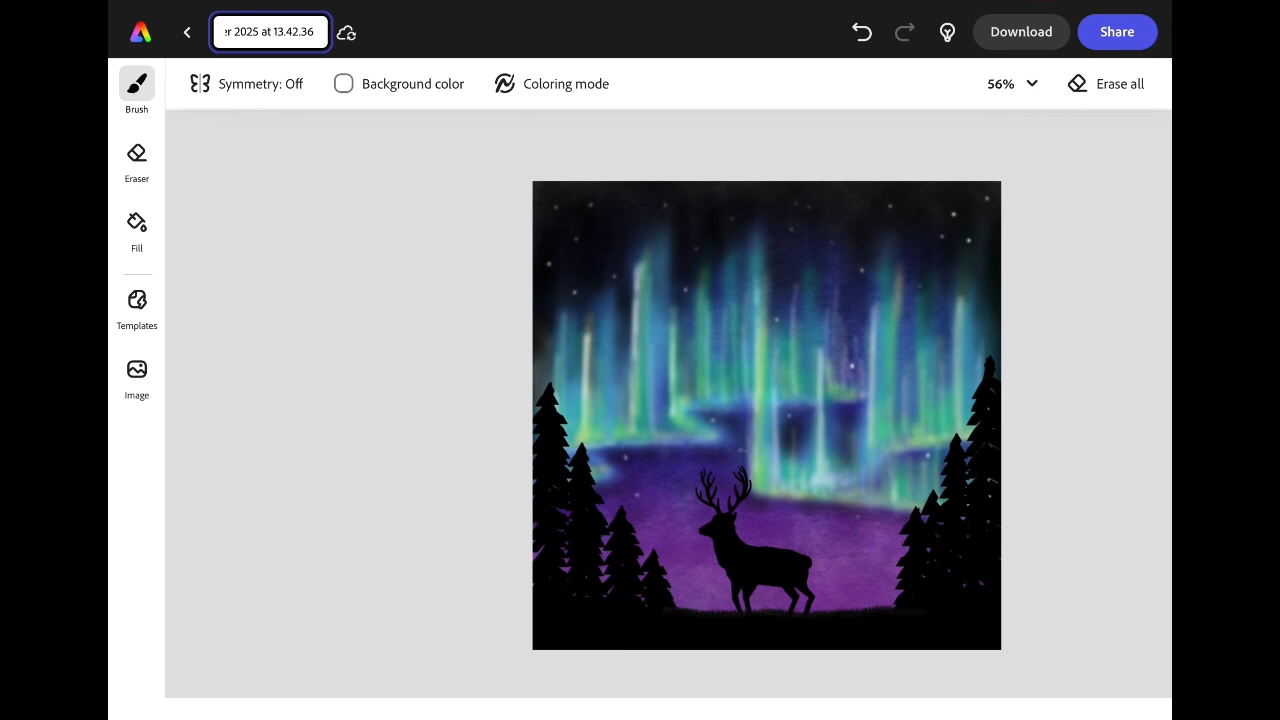 er 2025 at 13.42.36
Download
Share
Symmetry: Off
Background color
Coloring mode
56%
Erase all
Brush
Eraser
Fill
Templates
Image